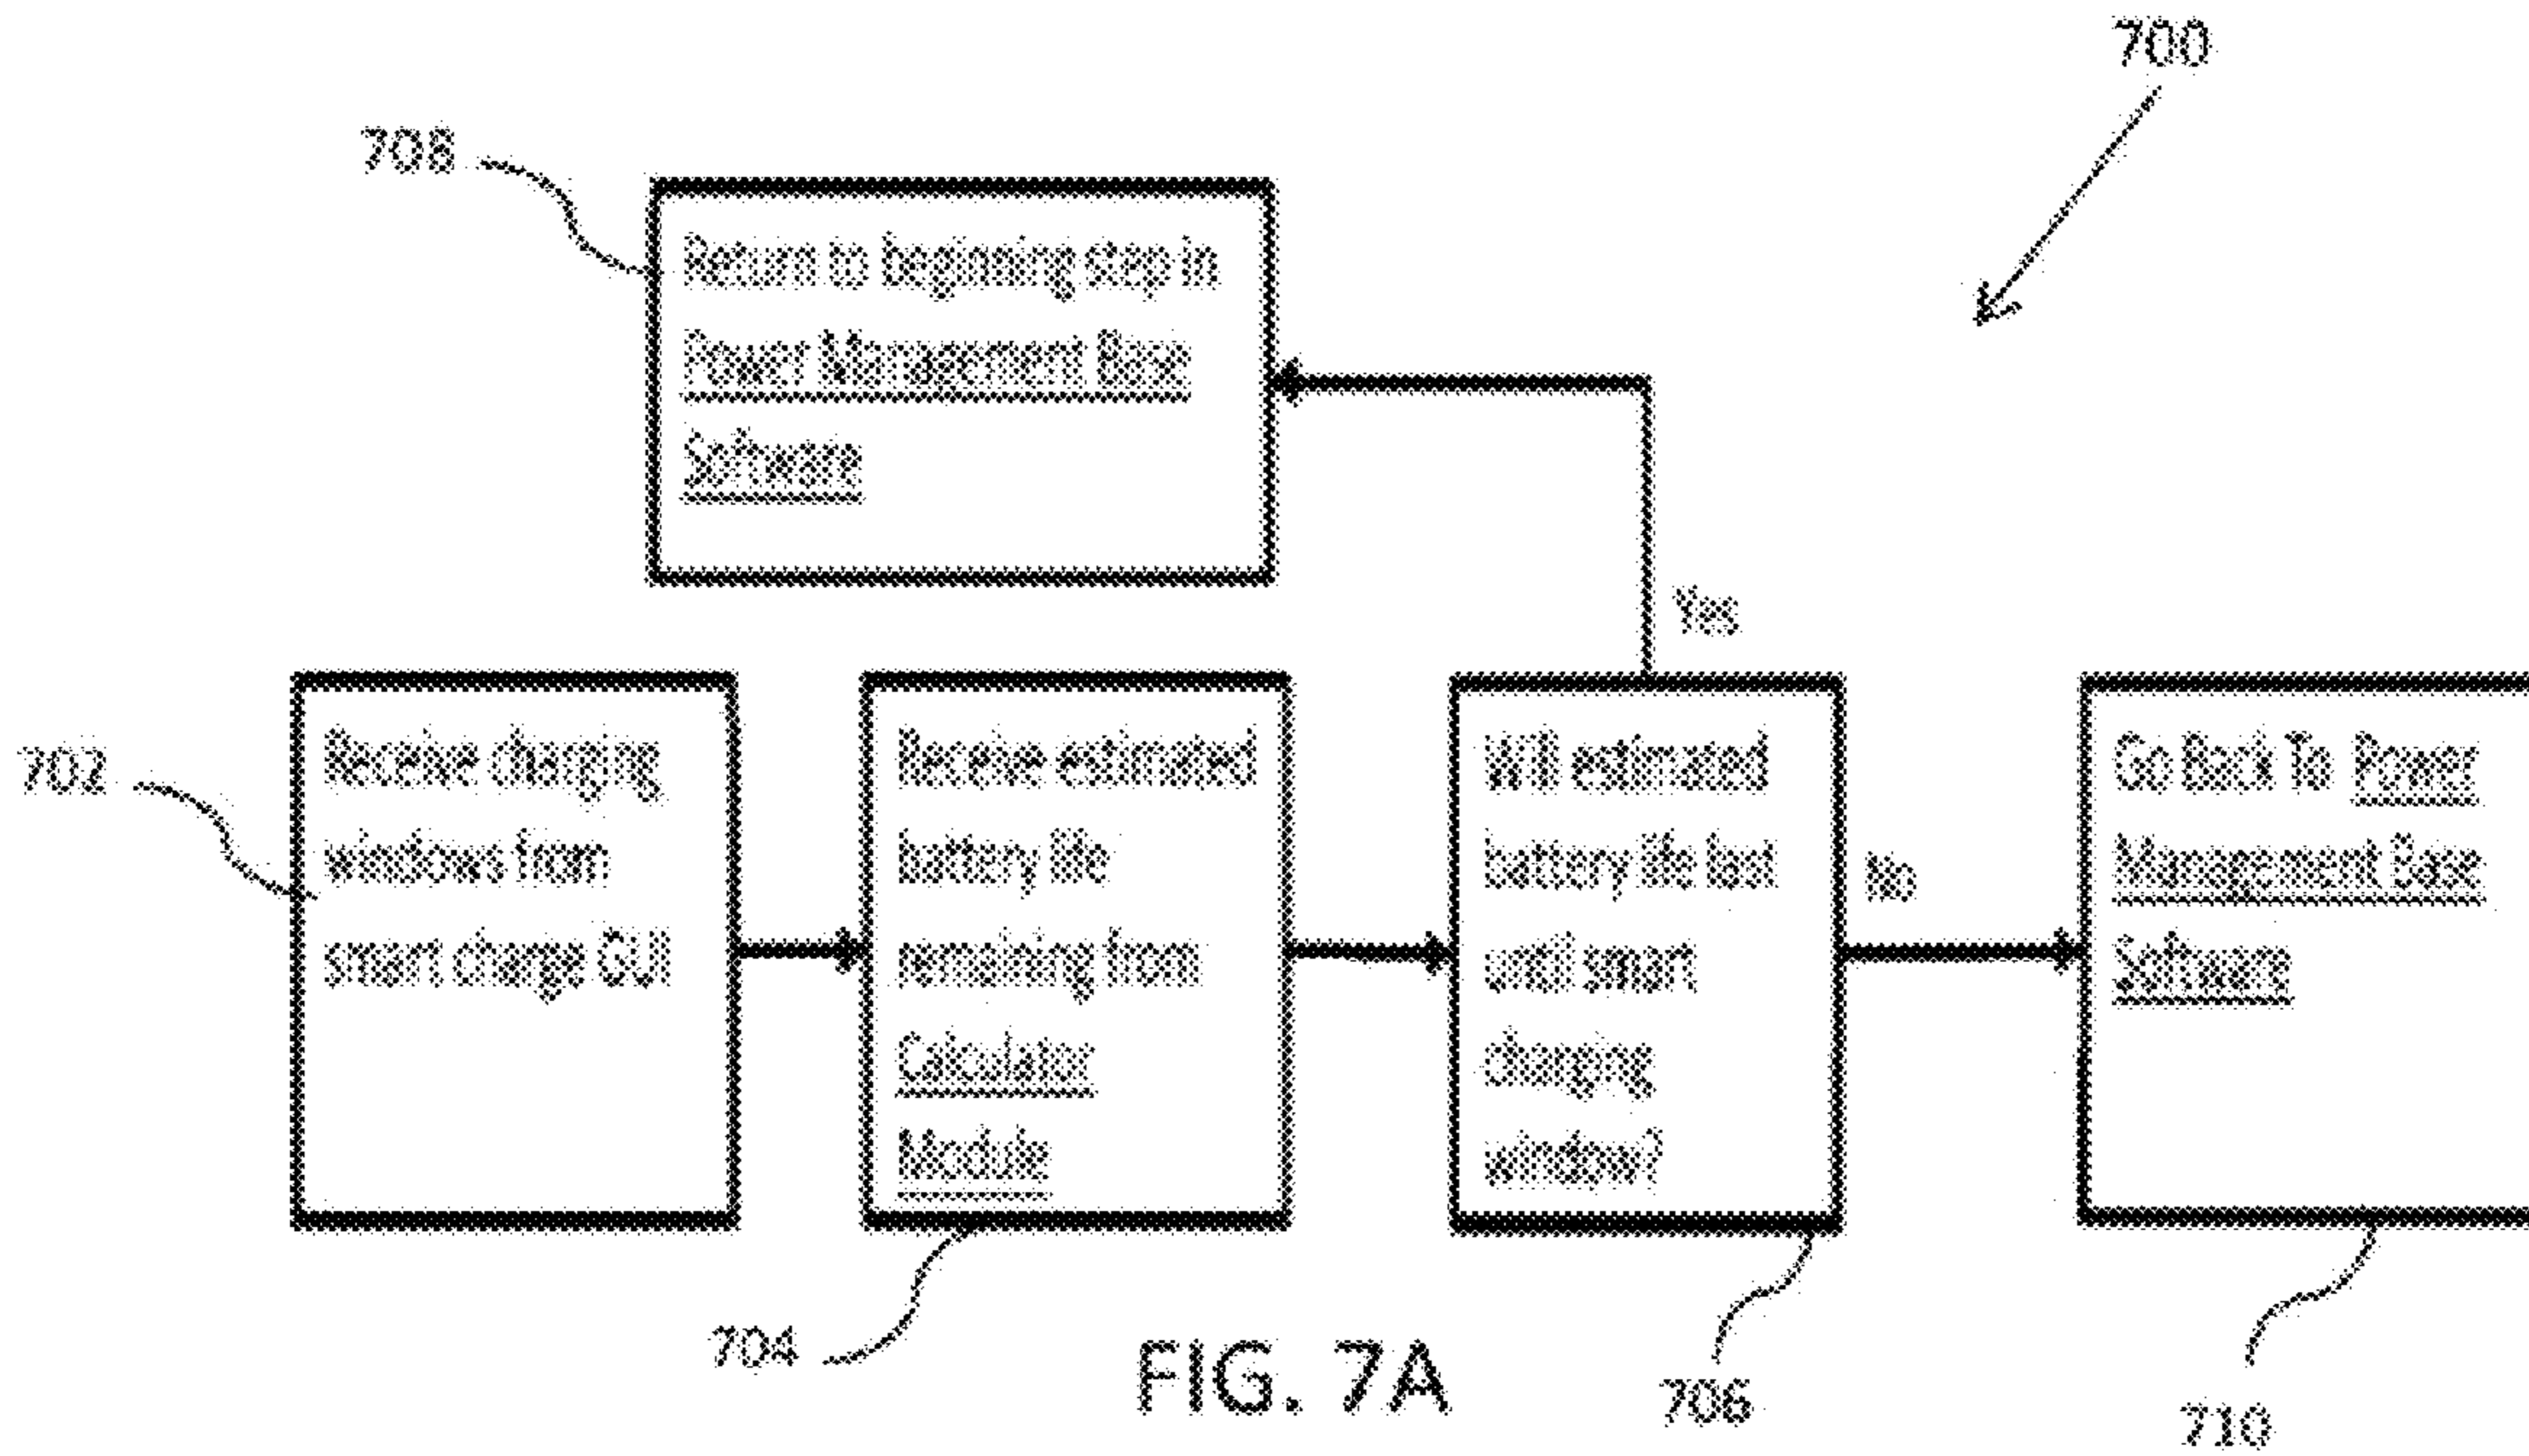 700
708
Return to beginning step in
Power Management Base
Software
Yes
702
Receive charging
windows from
smart charge GUI
Receive estimated
battery life
remaining from
Calculator
Module
Will estimated
battery life last
until smart
charging
window?
No
Go Back To Power
Management Base
Software
704
706
710
FIG. 7A